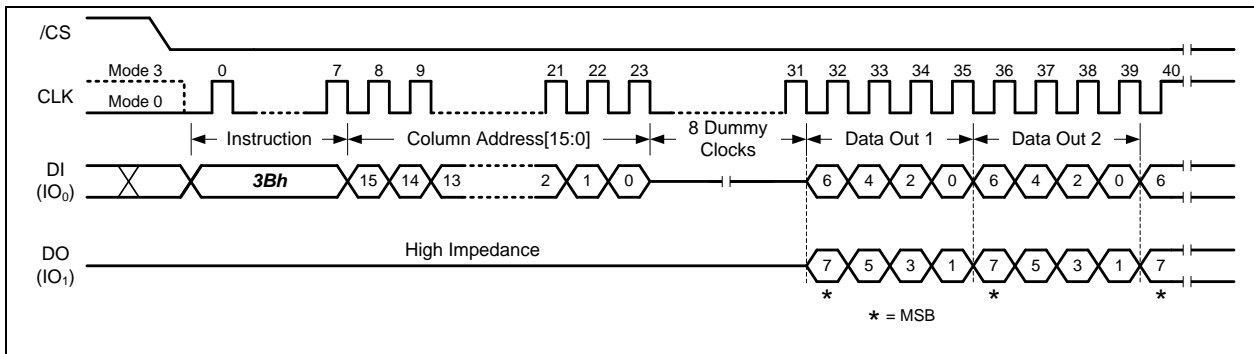 /CS
Mode 3 0 7 8 9 21 22 23 31 32 33 34 35 36 37 38 39 40
CLK
Mode 0
Instruction Column Address[15:0] 8 Dummy Clocks Data Out 1 Data Out 2
DI
(IO0)
3Bh 15 14 13 2 1 0 6 4 2 0 6 4 2 0 6
High Impedance
DO
(IO1)
7 5 3 1 7 5 3 1 7
* * *
* = MSB